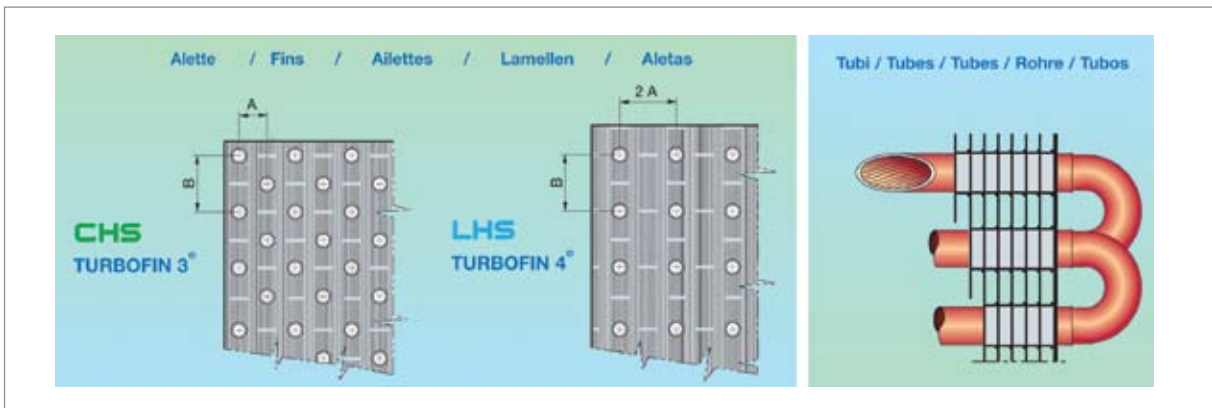 Alette / Fins / Ailettes / Lamellen / Aletas
Tubi / Tubes / Tubes / Rohre / Tubos
A
B
CHS
TURBOFIN 3©
2 A
B
LHS
TURBOFIN 4©